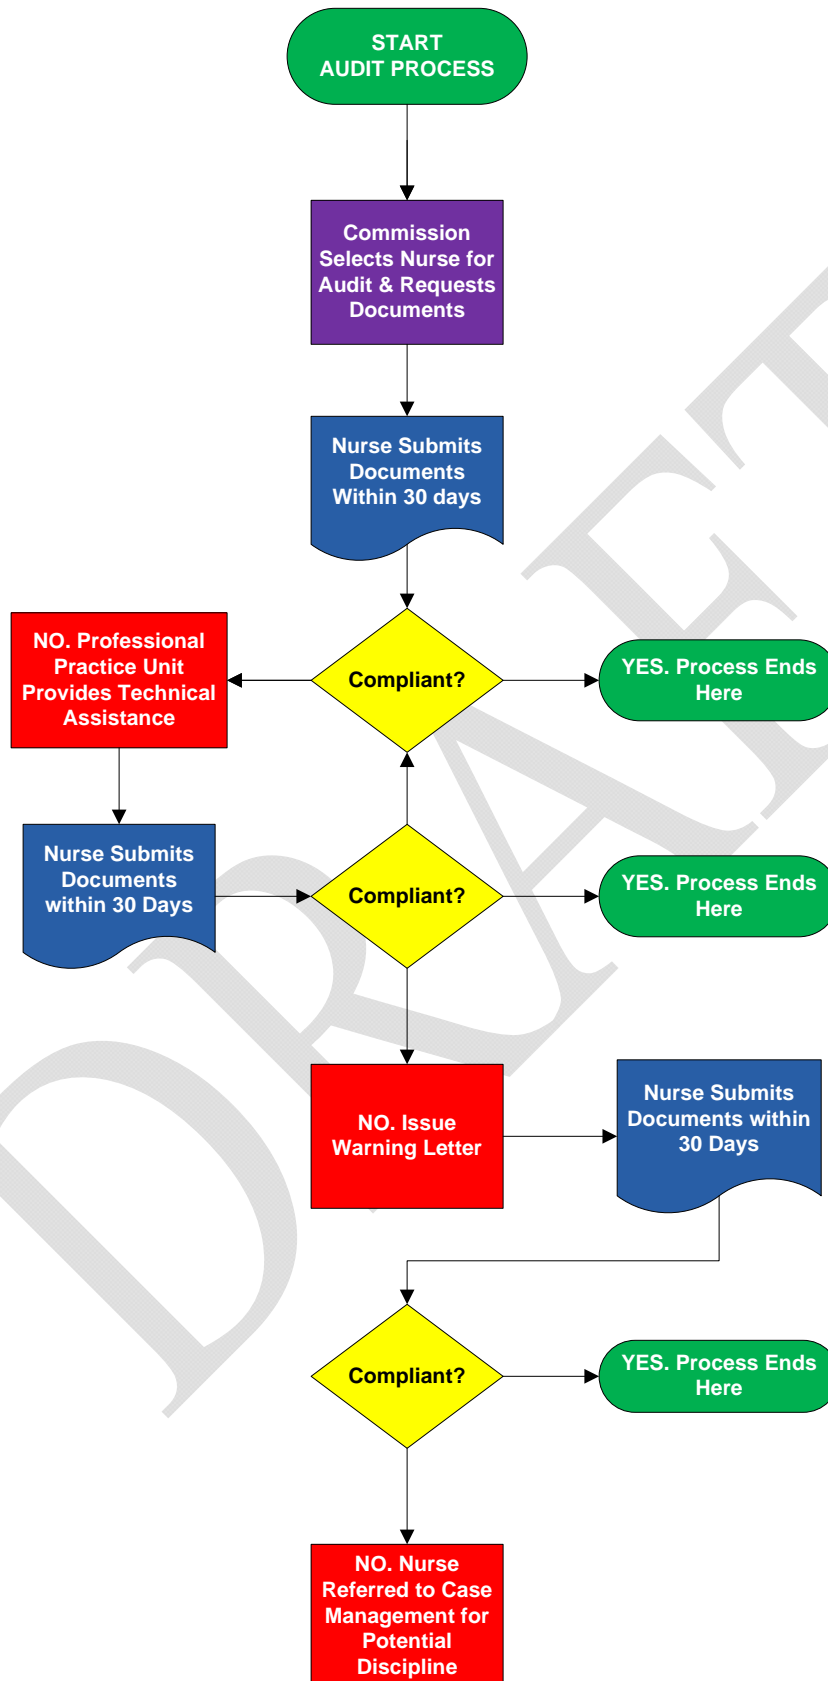 START
AUDIT PROCESS
Commission
Selects Nurse for
Audit & Requests
Documents
Nurse Submits
Documents
Within 30 days
NO. Professional
Practice Unit
Provides Technical
Assistance
Compliant?
YES. Process Ends
Here
Nurse Submits
Documents
within 30 Days
Compliant?
YES. Process Ends
Here
NO. Issue
Warning Letter
Nurse Submits
Documents within
30 Days
Compliant?
YES. Process Ends
Here
NO. Nurse
Referred to Case
Management for
Potential
Discipline
DRAFT